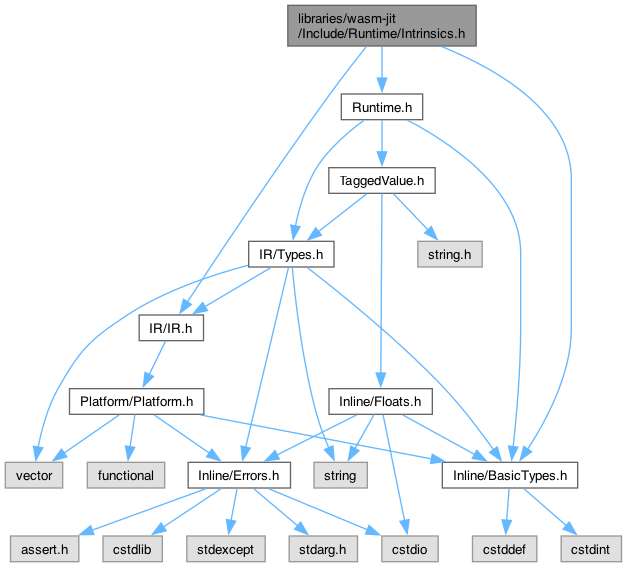 libraries/wasm-jit
/Include/Runtime/Intrinsics.h
Runtime.h
TaggedValue.h
IR/Types.h
string.h
IR/IR.h
Platform/Platform.h
Inline/Floats.h
vector
functional
Inline/Errors.h
string
Inline/BasicTypes.h
assert.h
cstdlib
stdexcept
stdarg.h
cstdio
cstddef
cstdint